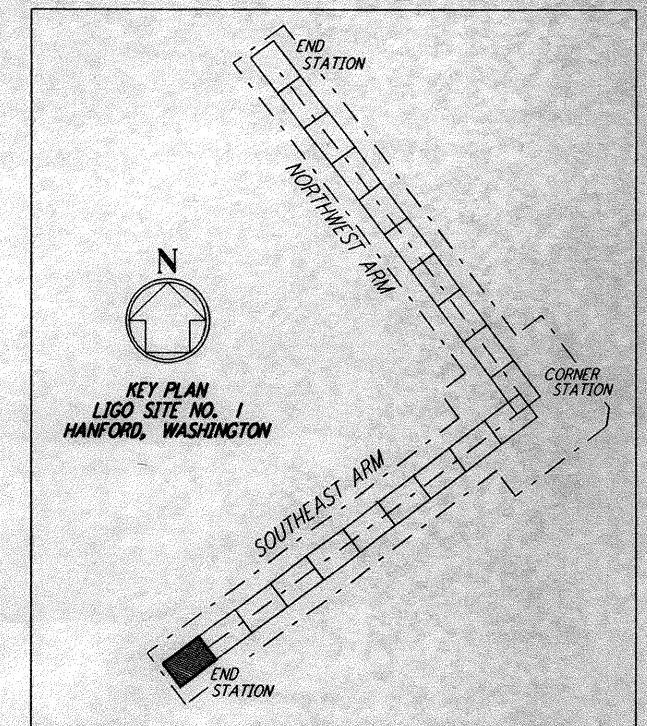 END
STATION
NORTHWEST ARM
N
KEY PLAN
LIGO SITE NO. 1
HANFORD, WASHINGTON
CORNER
STATION
SOUTHEAST ARM
END
STATION